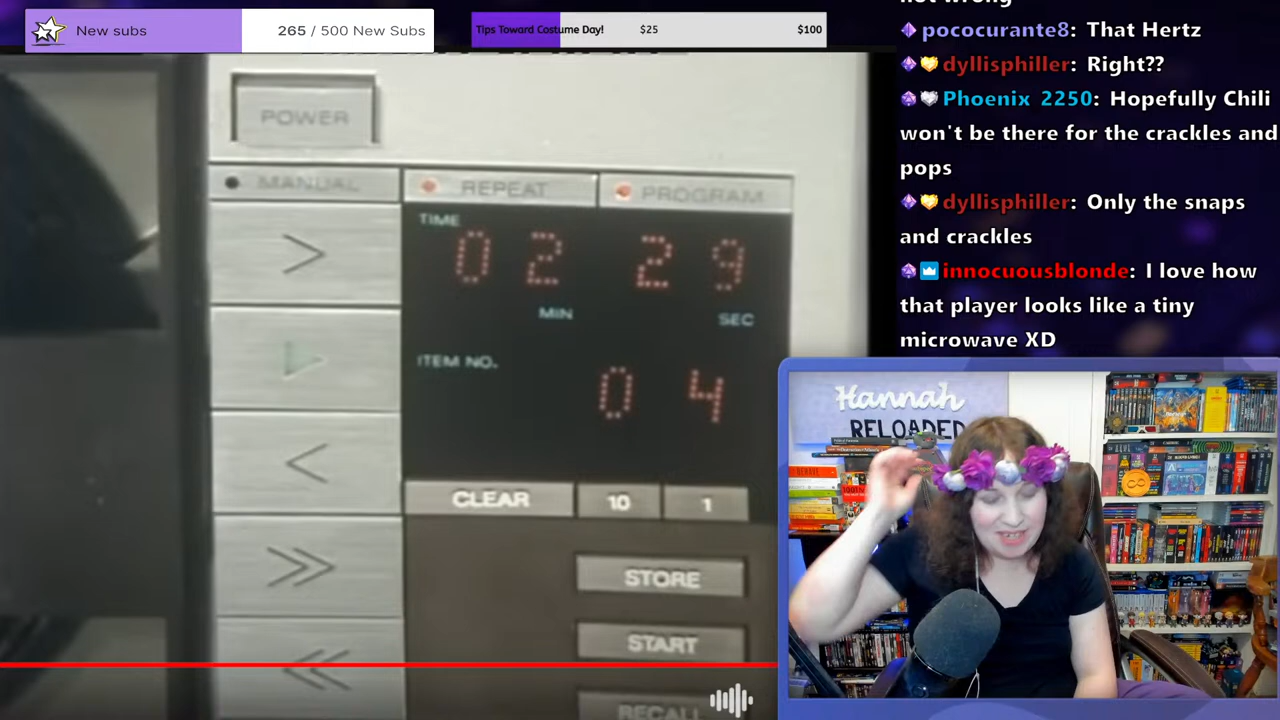 New subs
265 / 500 New Subs
Tips Toward Costume Day!
$25
$100
pococurante8: That Hertz
dyllisphiller: Right??
Phoenix 2250: Hopefully Chili
won't be there for the crackles and
pops
dyllisphiller: Only the snaps
and crackles
innocuousblonde: I love how
that player looks like a tiny
microwave XD
POWER
MANUAL
REPEAT
PROGRAM
TIME
02 29
MIN
SEC
ITEM NO.
04
>
<
>>
<<
CLEAR
10
1
STORE
START
RECALL
Hannah
RELOADED